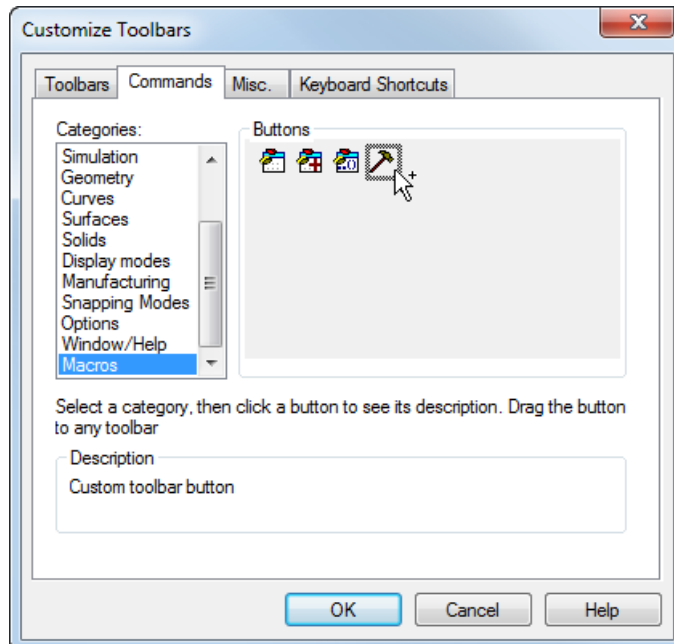 Customize Toolbars
Toolbars
Commands
Misc.
Keyboard Shortcuts
Categories:
Simulation
Geometry
Curves
Surfaces
Solids
Display modes
Manufacturing
Snapping Modes
Options
Window/Help
Macros
Buttons
Select a category, then click a button to see its description. Drag the button
to any toolbar
Description
Custom toolbar button
OK
Cancel
Help